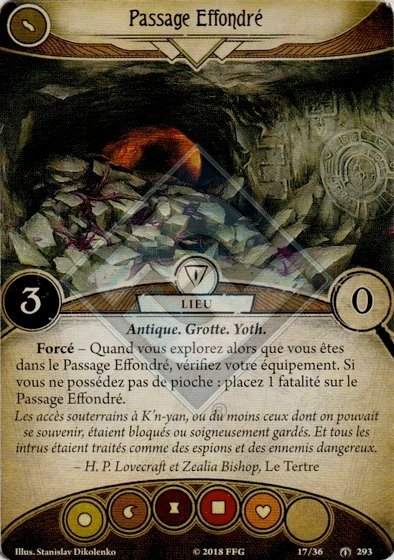 Passage Effondré
3
LIEU
0
Antique. Grotte. Yoth.
Forcé – Quand vous explorez alors que vous êtes
dans le Passage Effondré, vérifiez votre équipement. Si
vous ne possédez pas de pioche : placez 1 fatalité sur le
Passage Effondré.
Les accès souterrains à K'n-yan, ou du moins ceux dont on pouvait
se souvenir, étaient bloqués ou soigneusement gardés. Et tous les
intrus étaient traités comme des espions et des ennemis dangereux.
– H. P. Lovecraft et Zealia Bishop, Le Tertre
Illus. Stanislav Dikolenko © 2018 FFG 17/36 293